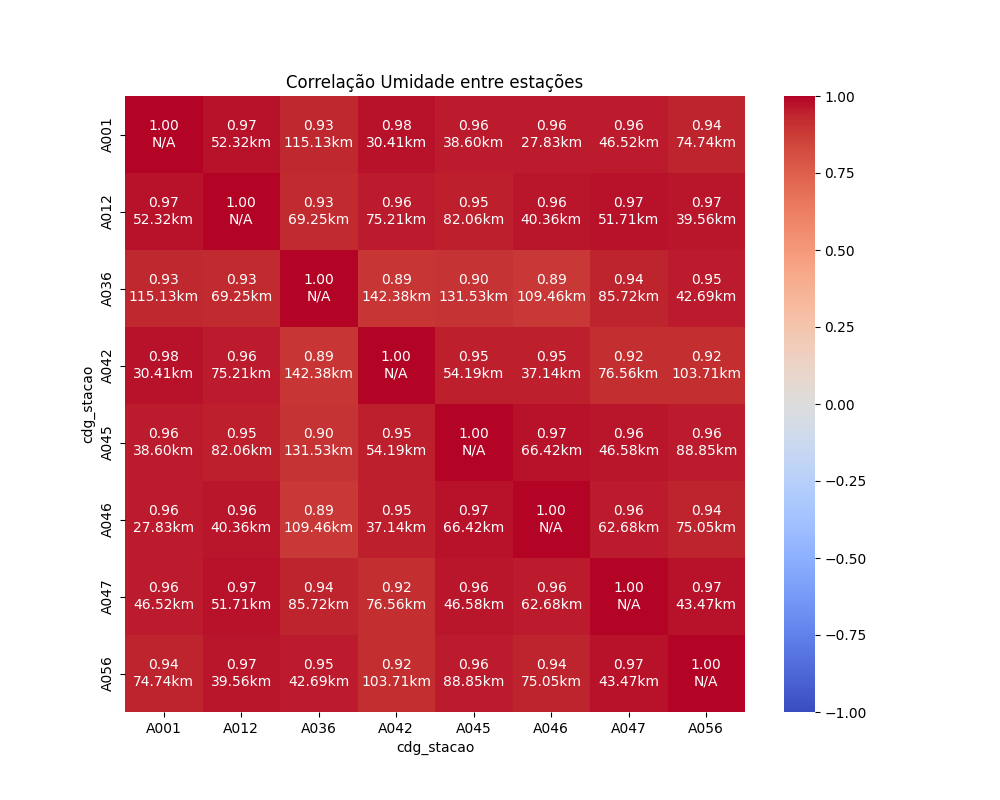 Correlação Umidade entre estações
cdg_stacao
A001
1.00 0.97 0.93 0.98 0.96 0.96 0.96 0.94
N/A 52.32km 115.13km 30.41km 38.60km 27.83km 46.52km 74.74km
A012
0.97 1.00 0.93 0.96 0.95 0.96 0.97 0.97
52.32km N/A 69.25km 75.21km 82.06km 40.36km 51.71km 39.56km
A036
0.93 0.93 1.00 0.89 0.90 0.89 0.94 0.95
115.13km 69.25km N/A 142.38km 131.53km 109.46km 85.72km 42.69km
A042
0.98 0.96 0.89 1.00 0.95 0.95 0.92 0.92
30.41km 75.21km 142.38km N/A 54.19km 37.14km 76.56km 103.71km
A045
0.96 0.95 0.90 0.95 1.00 0.97 0.96 0.96
38.60km 82.06km 131.53km 54.19km N/A 66.42km 46.58km 88.85km
A046
0.96 0.96 0.89 0.95 0.97 1.00 0.96 0.94
27.83km 40.36km 109.46km 37.14km 66.42km N/A 62.68km 75.05km
A047
0.96 0.97 0.94 0.92 0.96 0.96 1.00 0.97
46.52km 51.71km 85.72km 76.56km 46.58km 62.68km N/A 43.47km
A056
0.94 0.97 0.95 0.92 0.96 0.94 0.97 1.00
74.74km 39.56km 42.69km 103.71km 88.85km 75.05km 43.47km N/A
A001 A012 A036 A042 A045 A046 A047 A056
cdg_stacao
1.00
0.75
0.50
0.25
0.00
−0.25
−0.50
−0.75
−1.00